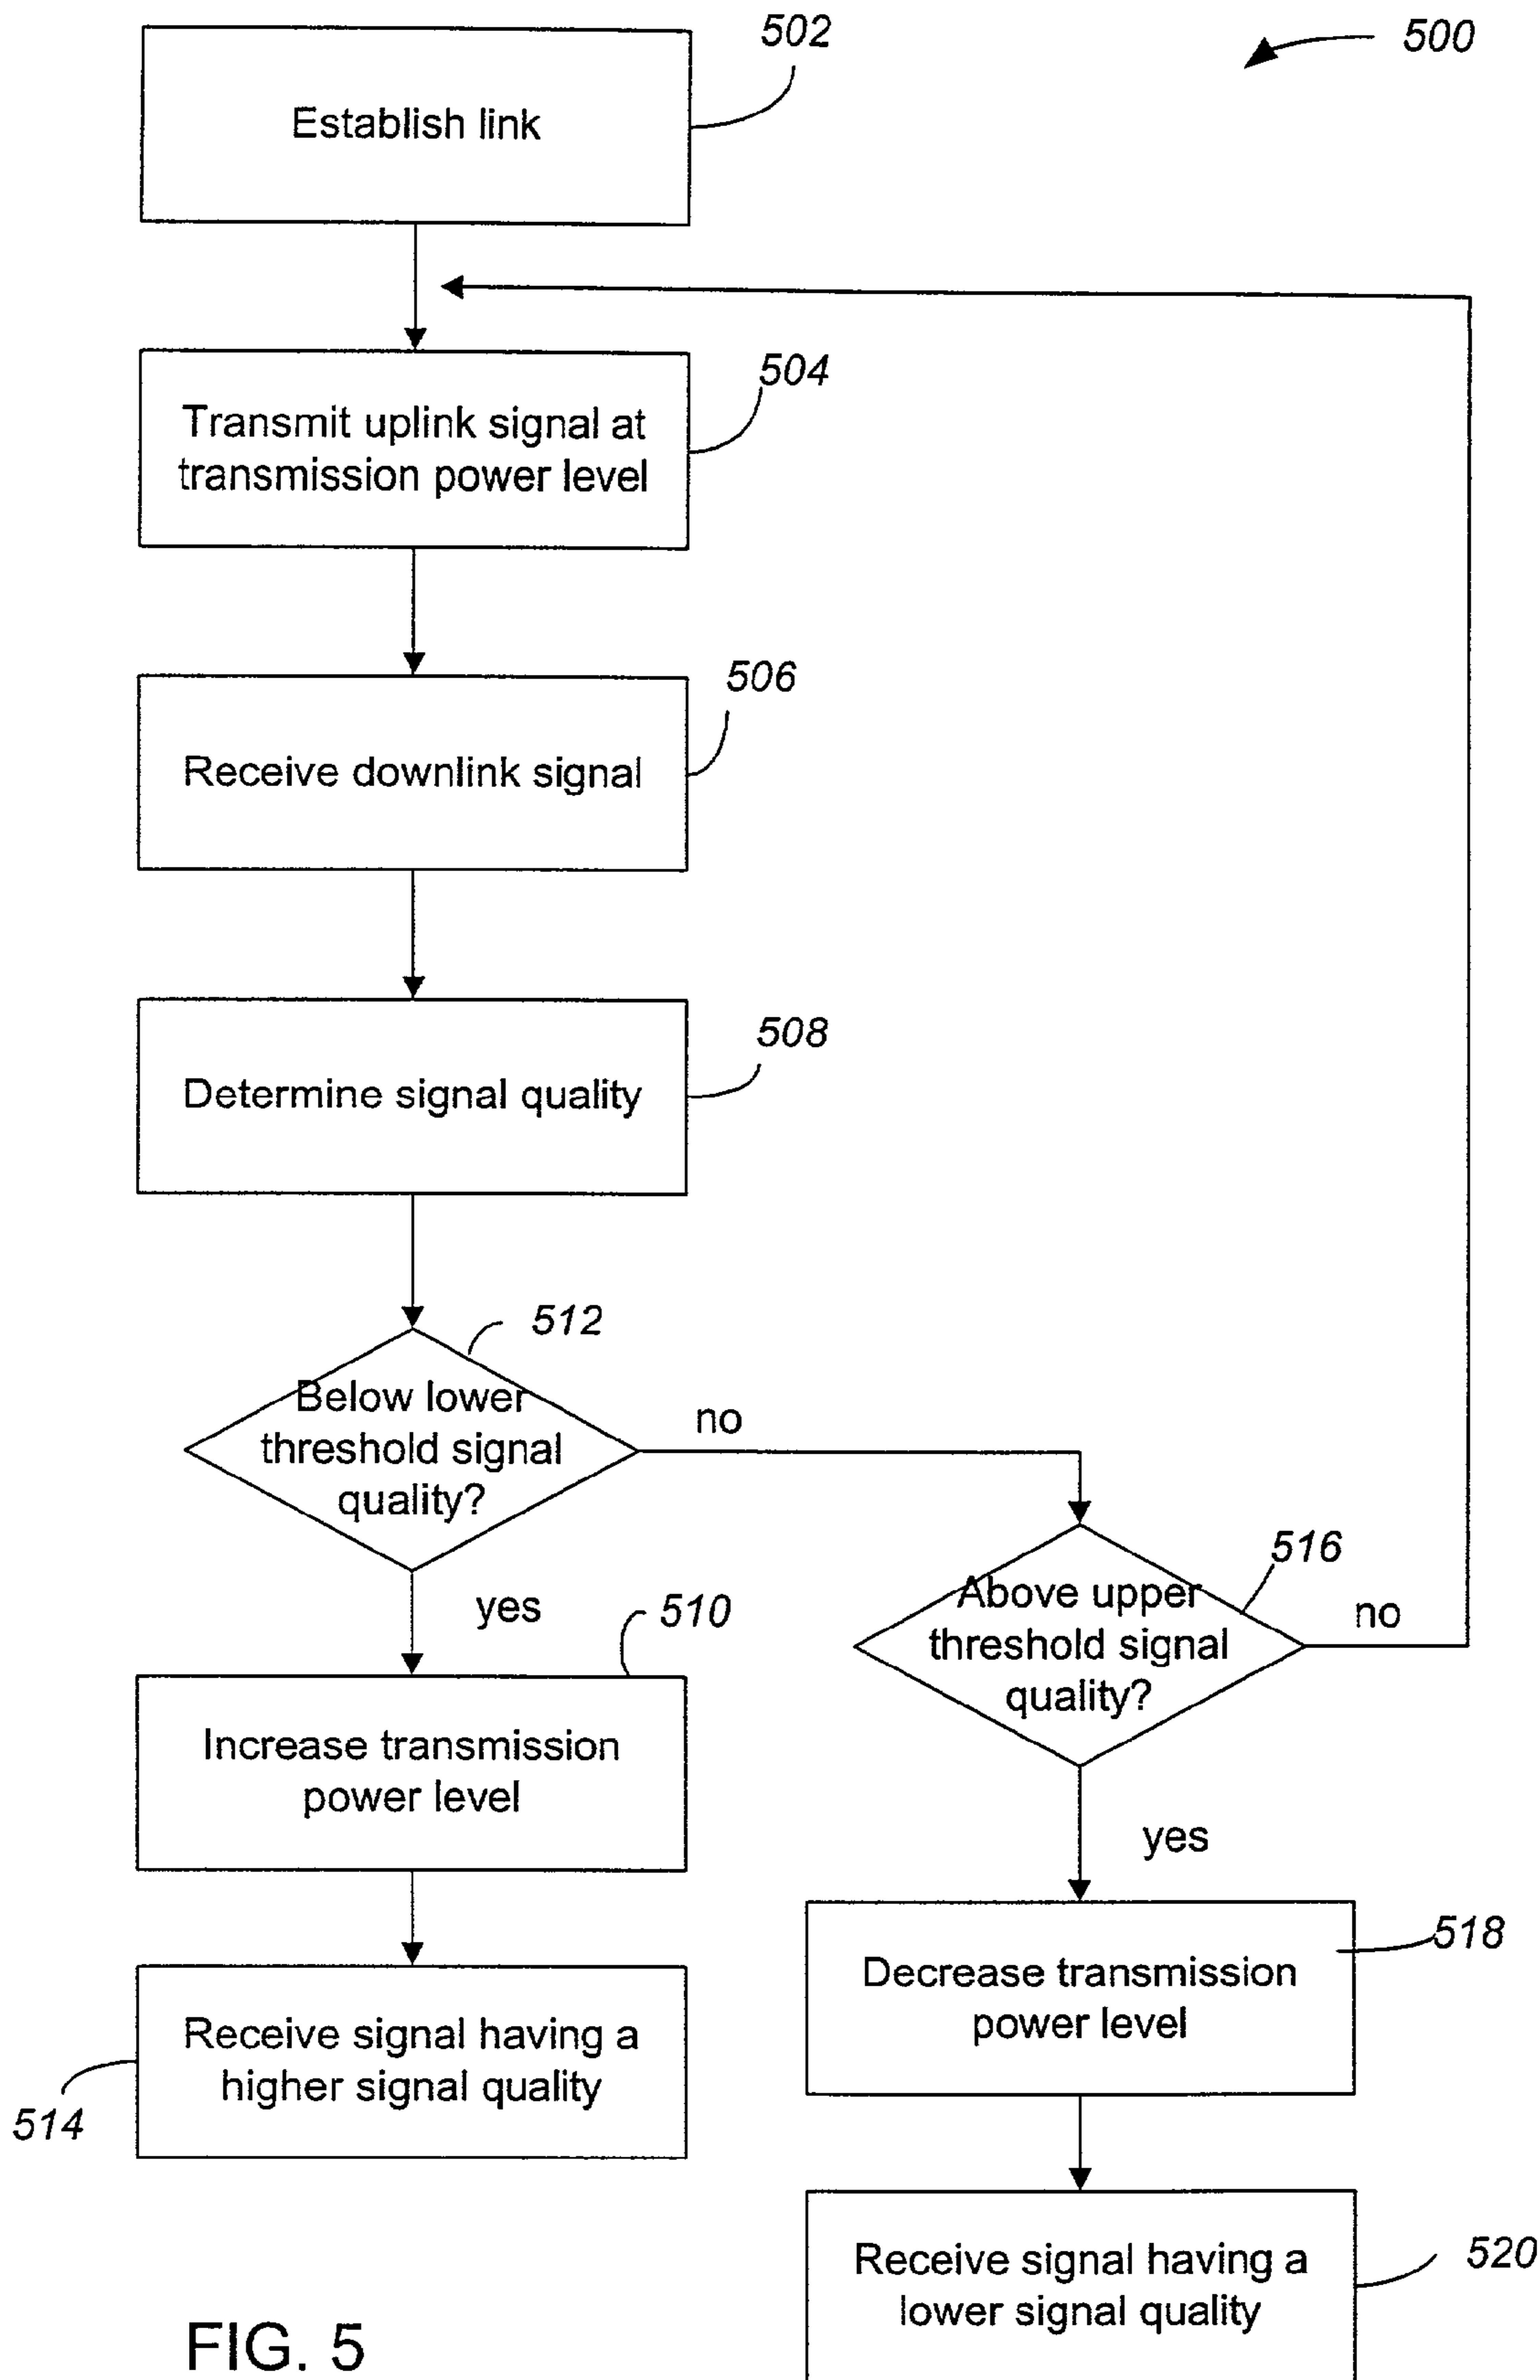 502
500
Establish link
504
Transmit uplink signal at
transmission power level
506
Receive downlink signal
508
Determine signal quality
512
Below lower
threshold signal
quality?
no
516
Above upper
threshold signal
quality?
no
yes
510
Increase transmission
power level
yes
518
Decrease transmission
power level
Receive signal having a
higher signal quality
514
520
Receive signal having a
lower signal quality
FIG. 5